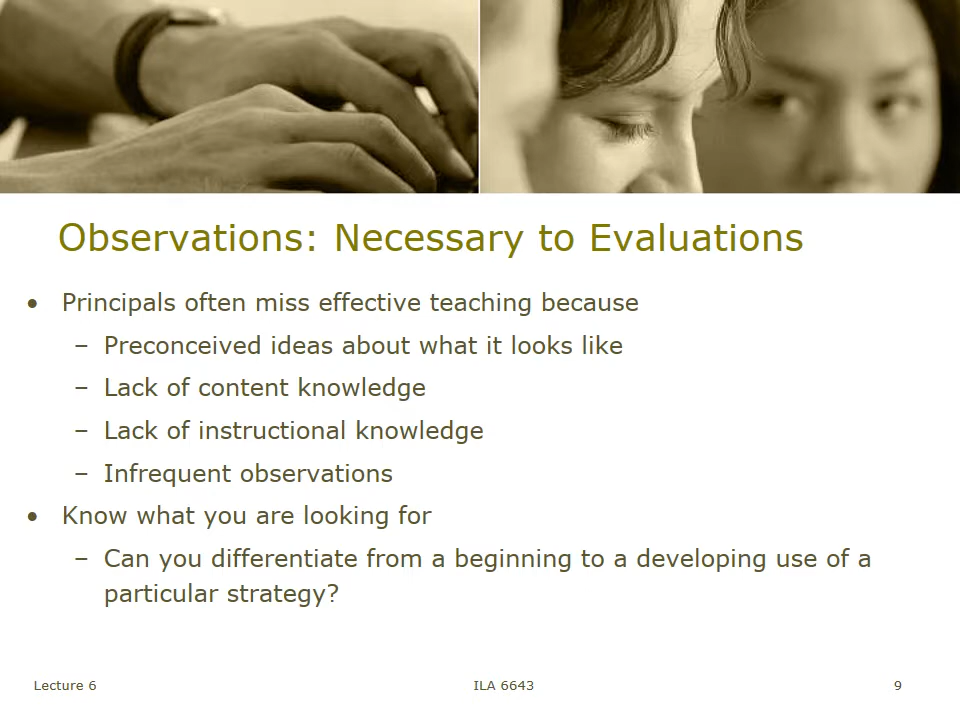 Observations: Necessary to Evaluations
• Principals often miss effective teaching because
– Preconceived ideas about what it looks like
– Lack of content knowledge
– Lack of instructional knowledge
– Infrequent observations
• Know what you are looking for
– Can you differentiate from a beginning to a developing use of a
particular strategy?
Lecture 6
ILA 6643
9